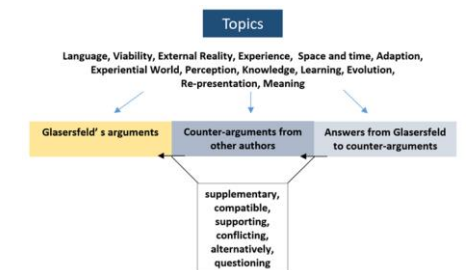 Topics
Language, Viability, External Reality, Experience, Space and time, Adaption,
Experiential World, Perception, Knowledge, Learning, Evolution,
Re-presentation, Meaning
Glasersfeld' s arguments
Counter-arguments from
other authors
Answers from Glasersfeld
to counter-arguments
supplementary,
compatible,
supporting,
conflicting,
alternatively,
questioning